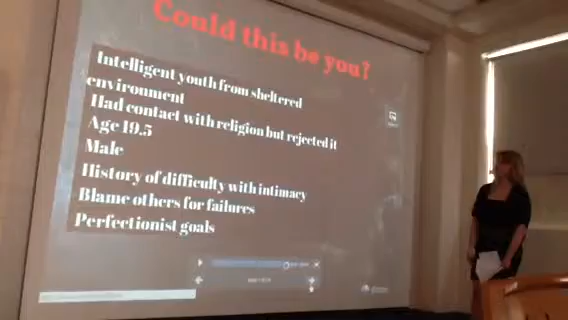 Could this be you?
Intelligent youth from sheltered
environment
Had contact with religion but rejected it
Age 19.5
Male
History of difficulty with intimacy
Blame others for failures
Perfectionist goals